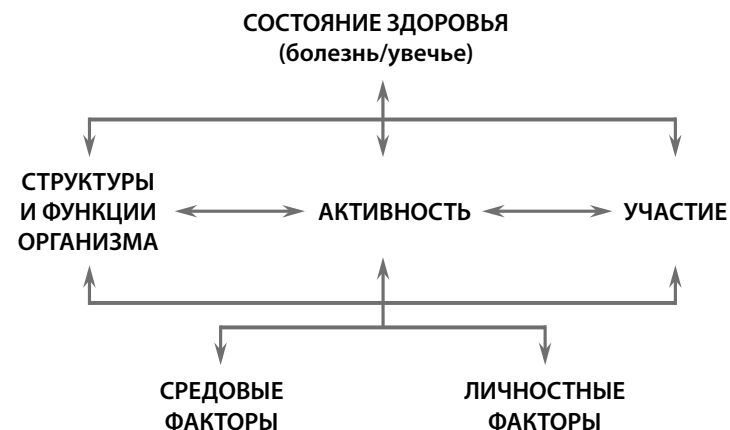 СОСТОЯНИЕ ЗДОРОВЬЯ
(болезнь/увечье)
СТРУКТУРЫ
И ФУНКЦИИ
ОРГАНИЗМА
АКТИВНОСТЬ
УЧАСТИЕ
СРЕДОВЫЕ
ФАКТОРЫ
ЛИЧНОСТНЫЕ
ФАКТОРЫ